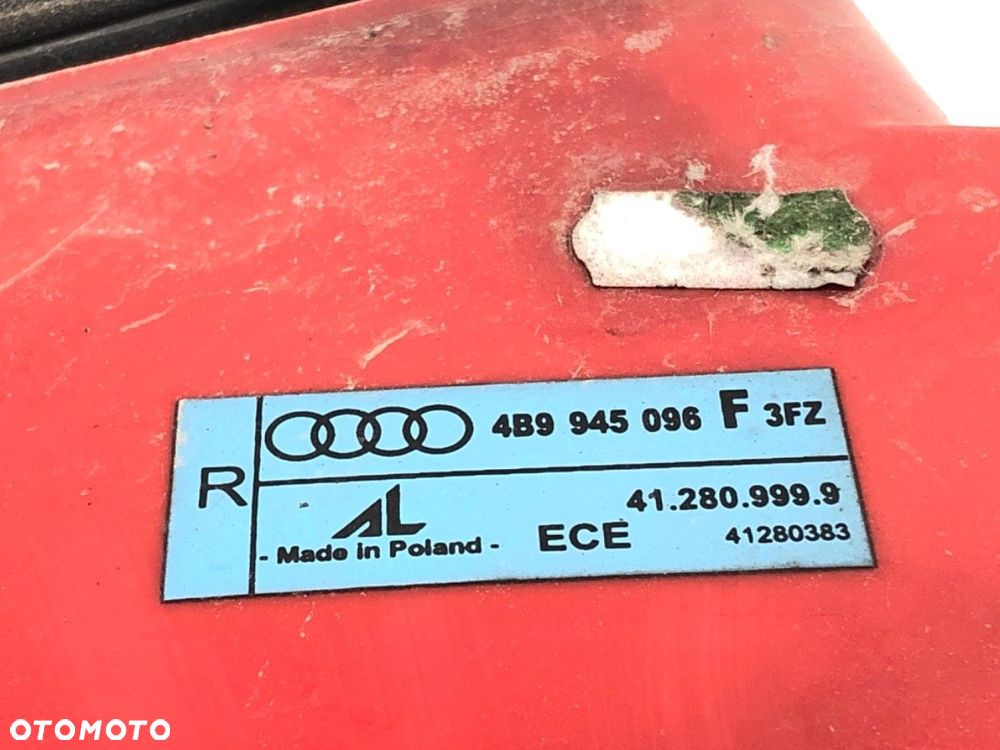 R
4B9 945 096 F 3FZ
AL
41.280.999.9
- Made in Poland -
ECE
41280383
OTOMOTO